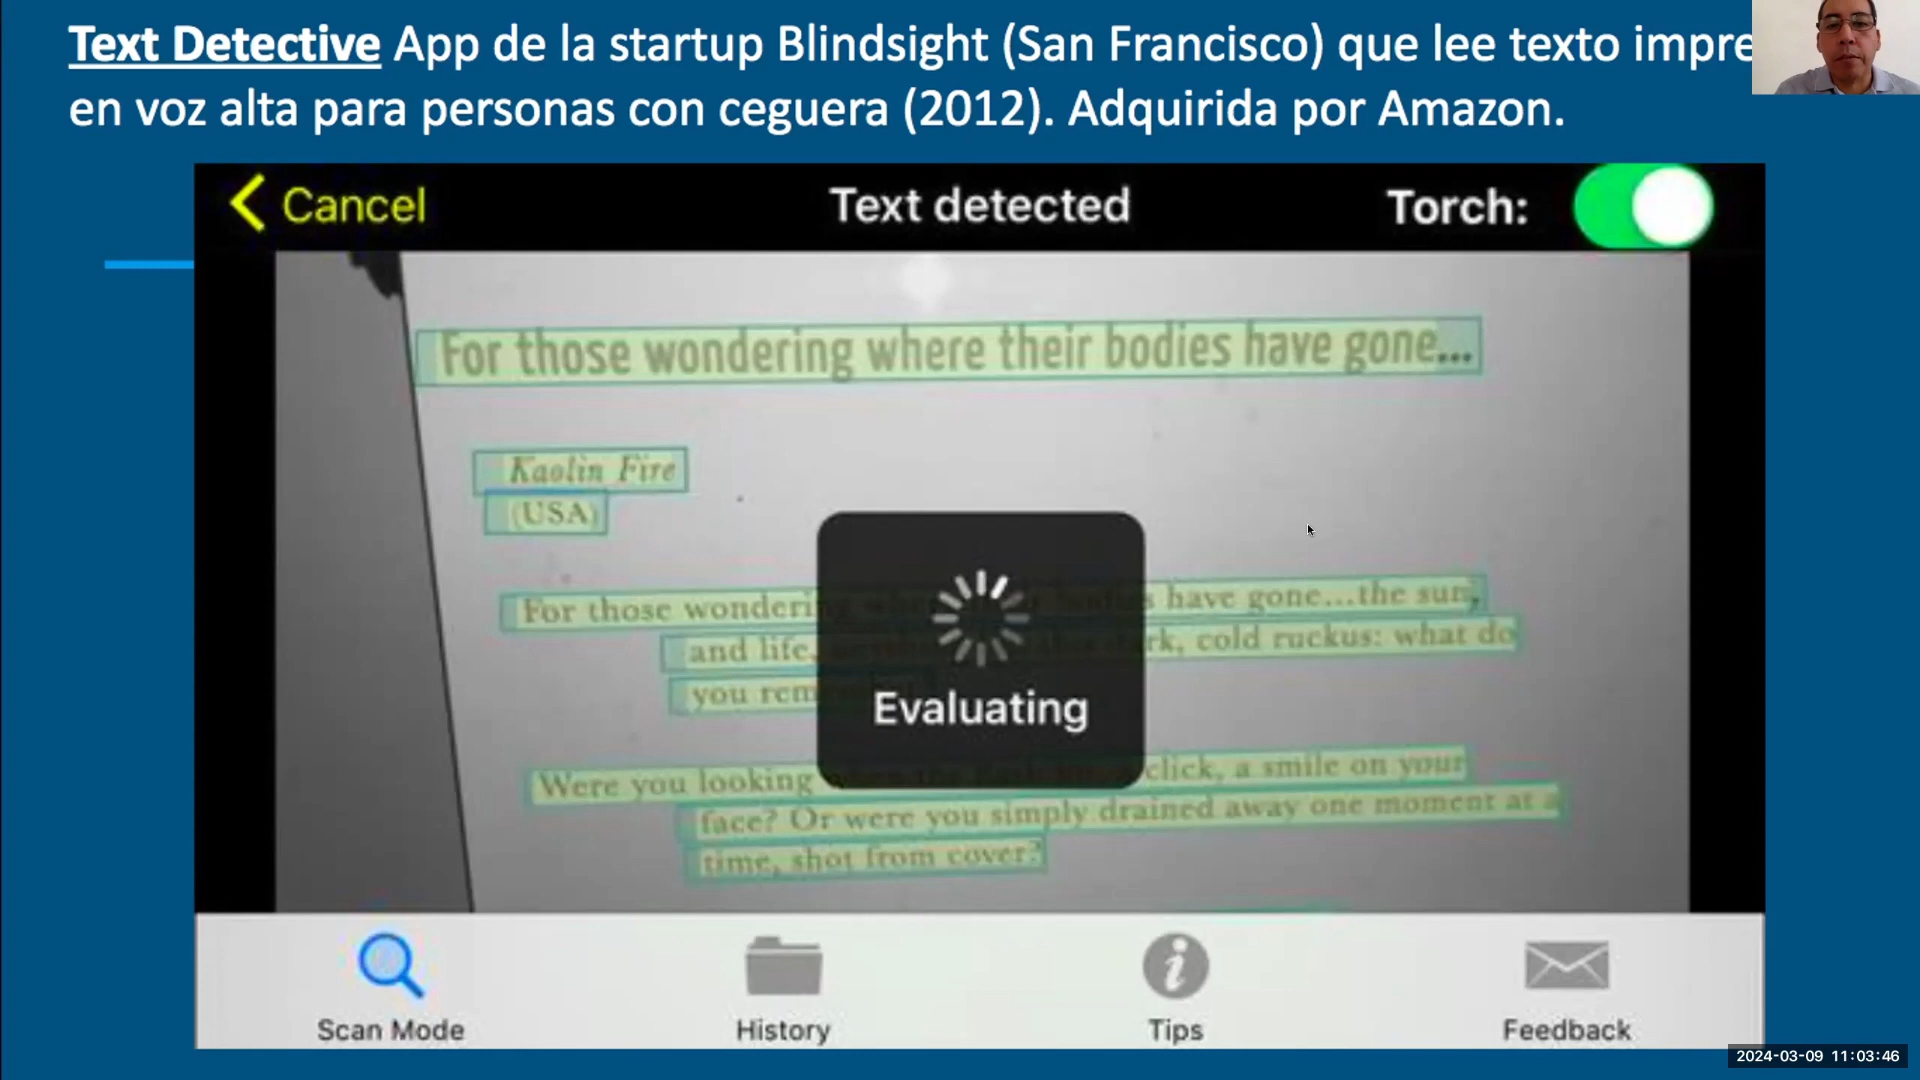 Text Detective App de la startup Blindsight (San Francisco) que lee texto impre
en voz alta para personas con ceguera (2012). Adquirida por Amazon.
Cancel
Text detected
Torch:
For those wondering where their bodies have gone...
Kaolin Fire
(USA)
For those wondering bodies have gone...the sun,
and life, cold ruckus: what do
you
Evaluating
Were you looking click, a smile on your
face? Or were you simply drained away one moment at a
time, shot from cover?
Scan Mode
History
Tips
Feedback
2024-03-09 11:03:46